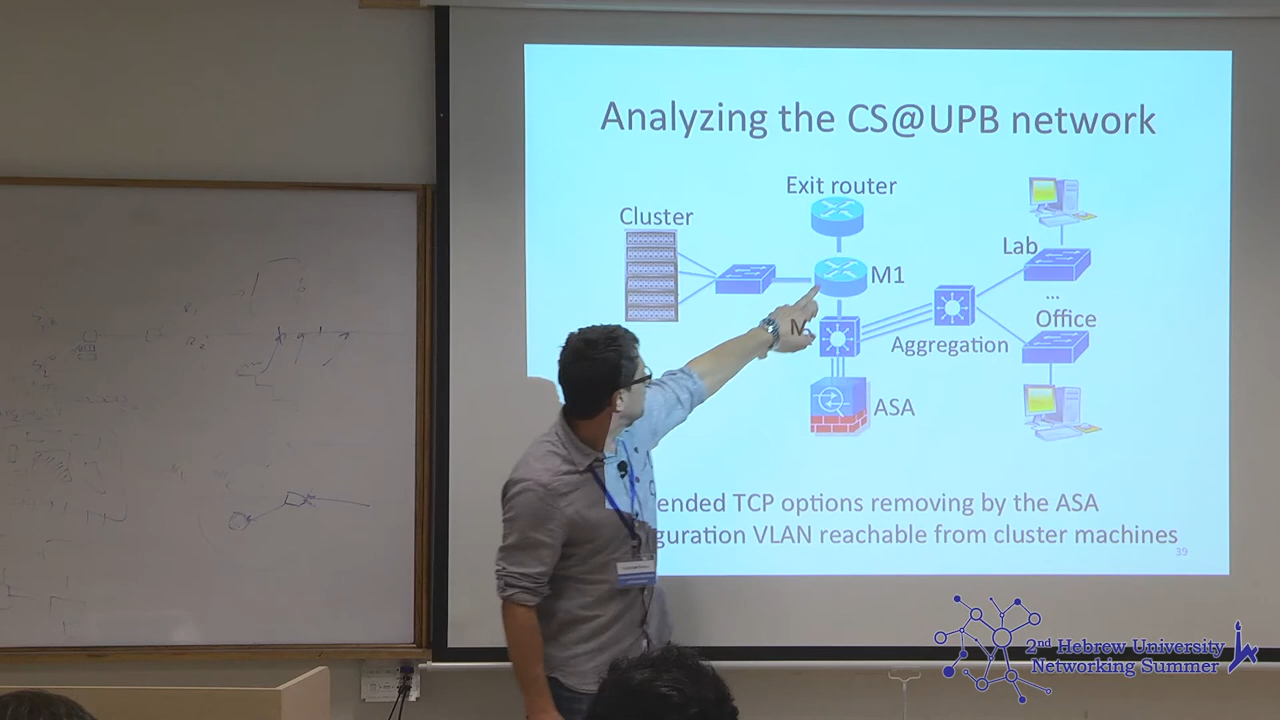 Analyzing the CS@UPB network
Exit router
Cluster
M1
Lab
...
Office
Aggregation
ASA
ended TCP options removing by the ASA
guration VLAN reachable from cluster machines
39
2nd Hebrew University
Networking Summer